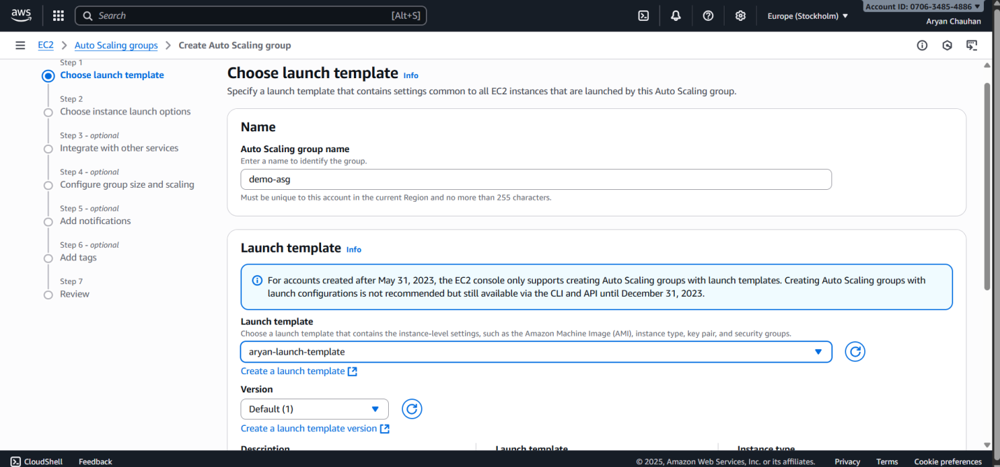 aws
Search
[Alt+S]
Europe (Stockholm)
Account ID: 0706-3485-4886
Aryan Chauhan
EC2
Auto Scaling groups
Create Auto Scaling group
Step 1
Choose launch template
Step 2
Choose instance launch options
Step 3 - optional
Integrate with other services
Step 4 - optional
Configure group size and scaling
Step 5 - optional
Add notifications
Step 6 - optional
Add tags
Step 7
Review
Choose launch template Info
Specify a launch template that contains settings common to all EC2 instances that are launched by this Auto Scaling group.
Name
Auto Scaling group name
Enter a name to identify the group.
demo-asg
Must be unique to this account in the current Region and no more than 255 characters.
Launch template Info
For accounts created after May 31, 2023, the EC2 console only supports creating Auto Scaling groups with launch templates. Creating Auto Scaling groups with
launch configurations is not recommended but still available via the CLI and API until December 31, 2023.
Launch template
Choose a launch template that contains the instance-level settings, such as the Amazon Machine Image (AMI), instance type, key pair, and security groups.
aryan-launch-template
Create a launch template
Version
Default (1)
Create a launch template version
Description Launch template Instance type
CloudShell Feedback © 2025, Amazon Web Services, Inc. or its affiliates. Privacy Terms Cookie preferences